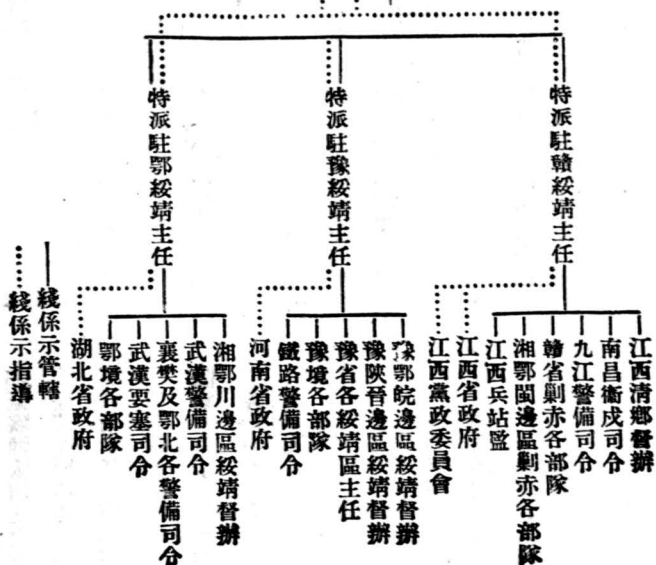 特派駐贛綏靖主任
江西清鄉督辦
南昌衞戍司令
九江警備司令
贛省剿赤各部隊
湘鄂閩邊區剿赤各部隊
江西兵站監
江西省政府
江西黨政委員會
特派駐豫綏靖主任
豫鄂皖邊區綏靖督辦
豫陝晉邊區綏靖督辦
豫省各綏靖區主任
豫境各部隊
鐵路警備司令
河南省政府
特派駐鄂綏靖主任
湘鄂川邊區綏靖督辦
武漢警備司令
襄樊及鄂北各警備司令
武漢要塞司令
鄂境各部隊
湖北省政府
綫係示管轄
綫係示指導